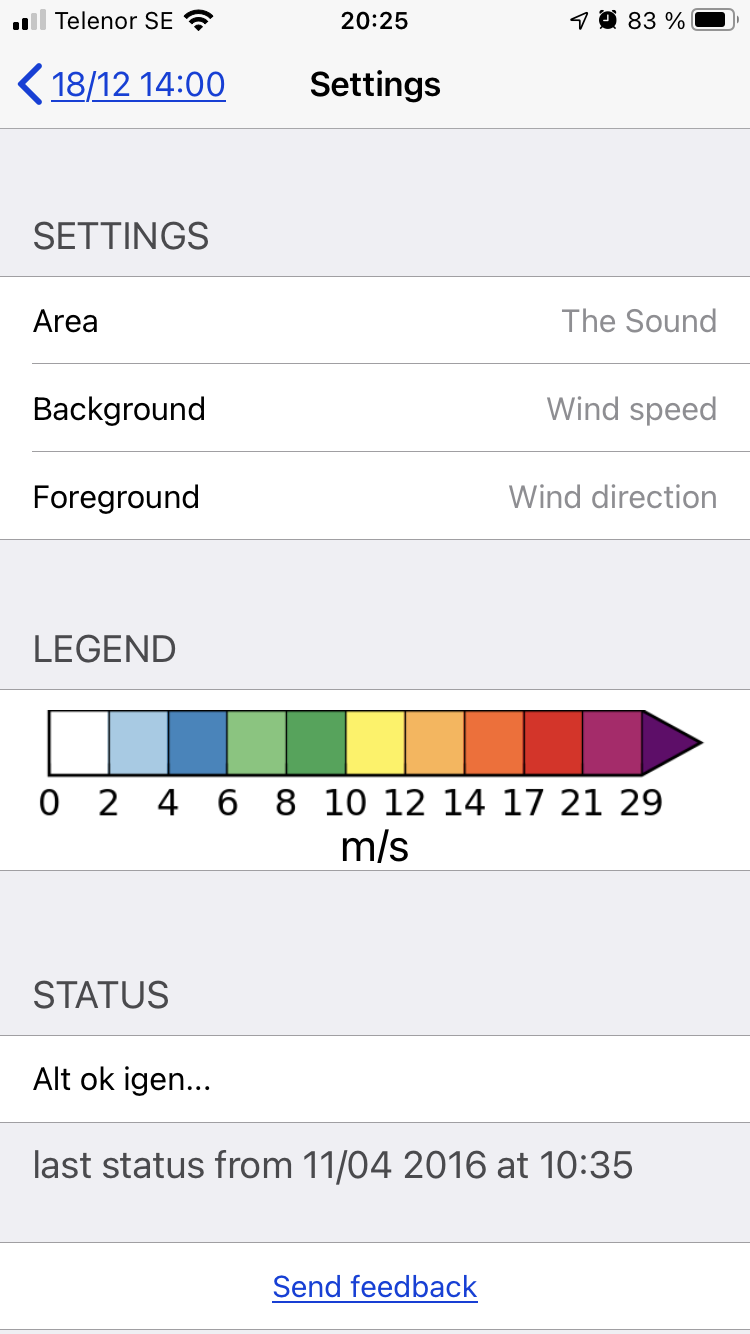 Telenor SE 20:25 83 %
18/12 14:00 Settings
SETTINGS
Area The Sound
Background Wind speed
Foreground Wind direction
LEGEND
0 2 4 6 8 10 12 14 17 21 29
m/s
STATUS
Alt ok igen...
last status from 11/04 2016 at 10:35
Send feedback